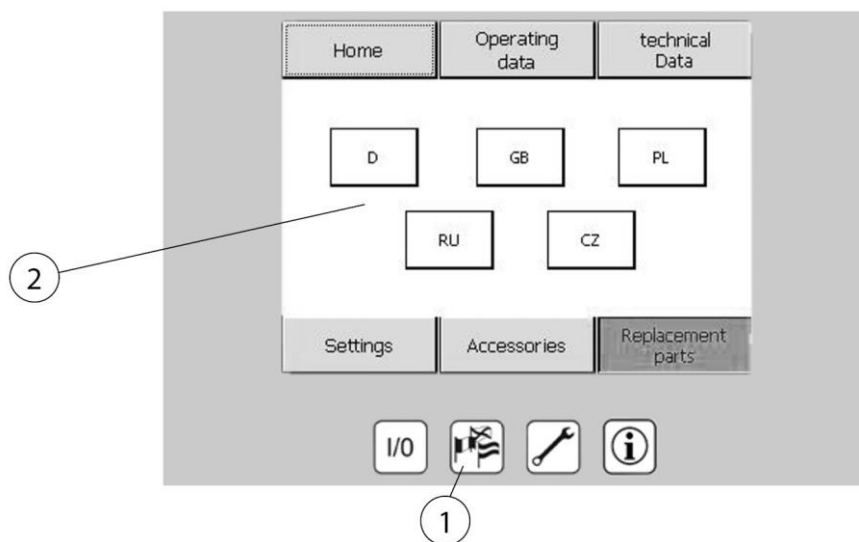 Home
Operating
data
technical
Data
D
GB
PL
RU
CZ
2
Settings
Accessories
Replacement
parts
I/0
i
1